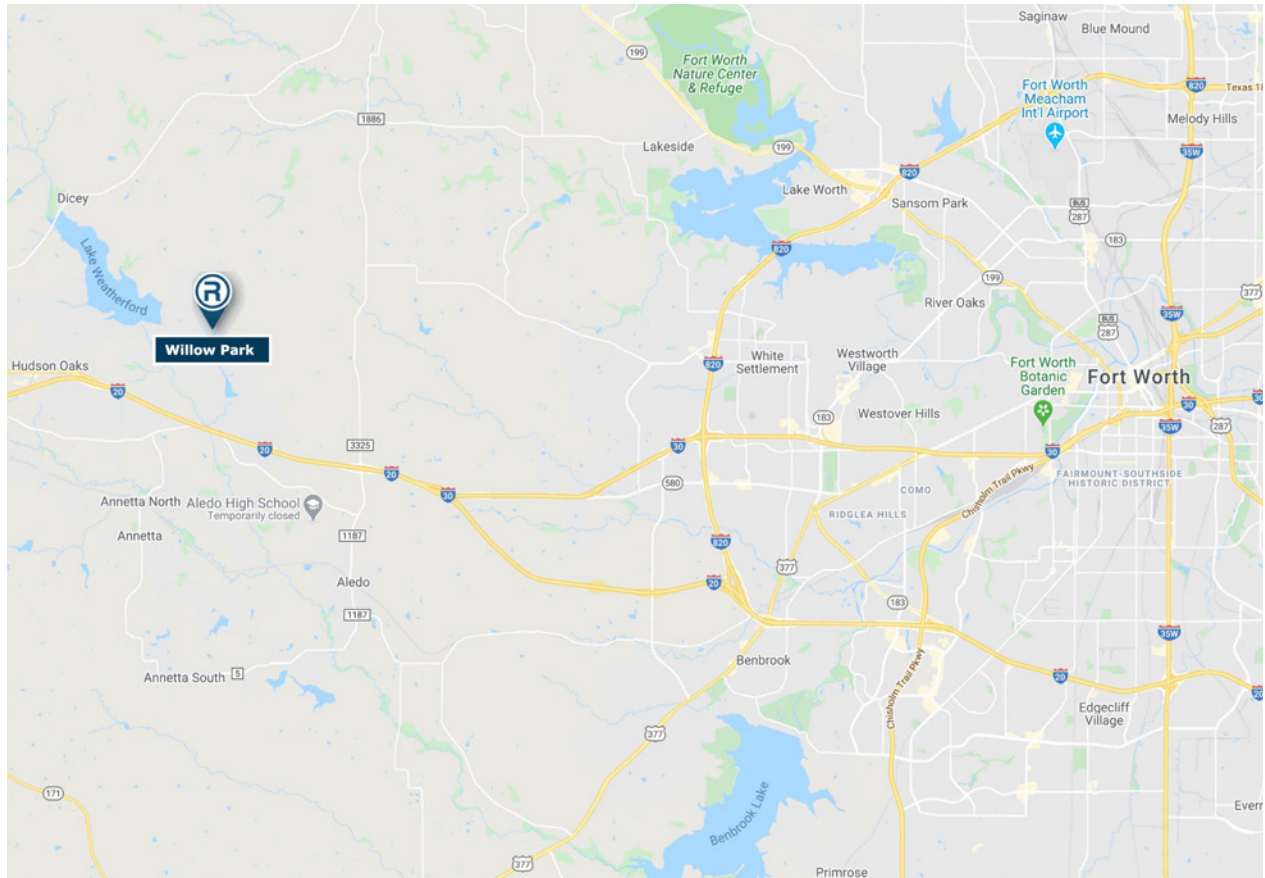 Saginaw
Blue Mound
199
Fort Worth
Nature Center
& Refuge
Fort Worth
Meacham
Int'l Airport
820
Texas 18
Melody Hills
1886
Lakeside
199
35W
820
Lake Worth
Sansom Park
Dicey
BUS
287
183
Lake Weatherford
820
199
377
River Oaks
R
Willow Park
35W
BUS
287
Hudson Oaks
White
Settlement
Westworth
Village
820
Fort Worth
Botanic
Garden
Fort Worth
20
30
30
183
Westover Hills
35W
287
20
3325
30
30
20
30
580
FAIRMOUNT-SOUTHSIDE
HISTORIC DISTRICT
COMO
Chisholm Trail Pkwy
Annetta North
Aledo High School
Temporarily closed
RIDGLEA HILLS
Annetta
1187
820
377
Aledo
20
183
1187
35W
Benbrook
Annetta South
5
Chisholm Trail Pkwy
20
20
Edgecliff
Village
377
171
Benbrook Lake
Everm
377
Primrose